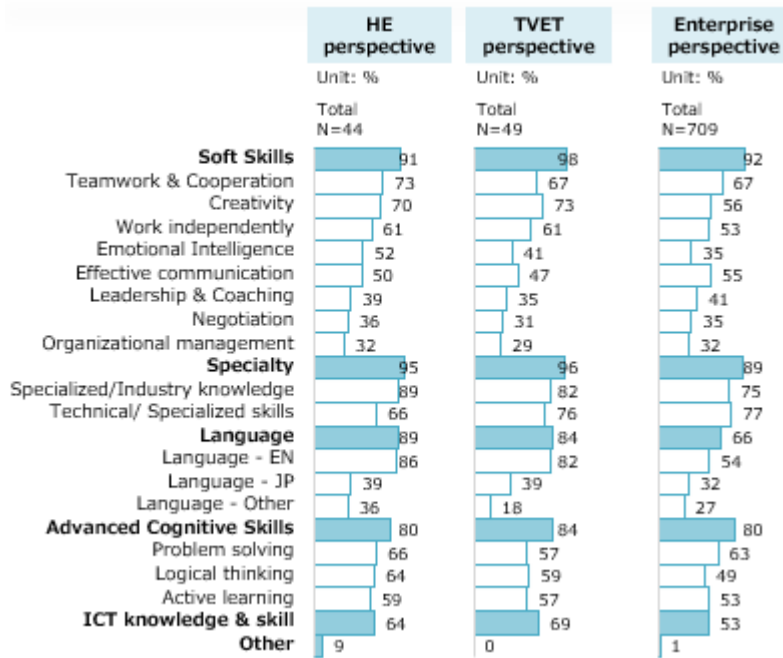 HE perspective TVET perspective Enterprise perspective
Unit: % Unit: % Unit: %
Total N=44 Total N=49 Total N=709
Soft Skills 91 98 92
Teamwork & Cooperation 73 67 67
Creativity 70 73 56
Work independently 61 61 53
Emotional Intelligence 52 41 35
Effective communication 50 47 55
Leadership & Coaching 39 35 41
Negotiation 36 31 35
Organizational management 32 29 32
Specialty 95 96 89
Specialized/Industry knowledge 89 82 75
Technical/ Specialized skills 66 76 77
Language 89 84 66
Language - EN 86 82 54
Language - JP 39 39 32
Language - Other 36 18 27
Advanced Cognitive Skills 80 84 80
Problem solving 66 57 63
Logical thinking 64 59 49
Active learning 59 57 53
ICT knowledge & skill 64 69 53
Other 9 0 1